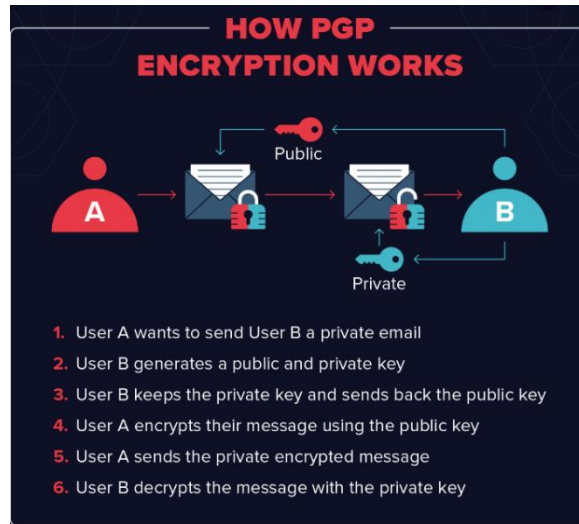 HOW PGP
ENCRYPTION WORKS
Public
A
B
Private
1. User A wants to send User B a private email
2. User B generates a public and private key
3. User B keeps the private key and sends back the public key
4. User A encrypts their message using the public key
5. User A sends the private encrypted message
6. User B decrypts the message with the private key